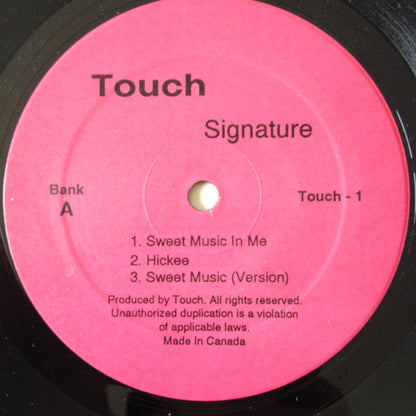 Touch
Signature
Bank
A
Touch - 1
1. Sweet Music In Me
2. Hickee
3. Sweet Music (Version)
Produced by Touch. All rights reserved.
Unauthorized duplication is a violation
of applicable laws.
Made In Canada